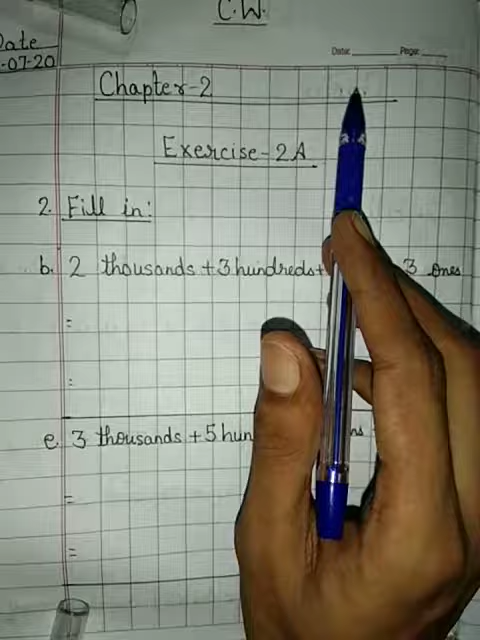 C.W.
Date
-07-20
Date: Page:
Chapter-2
Exercise-2A
2. Fill in:
b. 2 thousands + 3 hundreds + 3 ones
=
=
e. 3 thousands + 5 hun
=
=